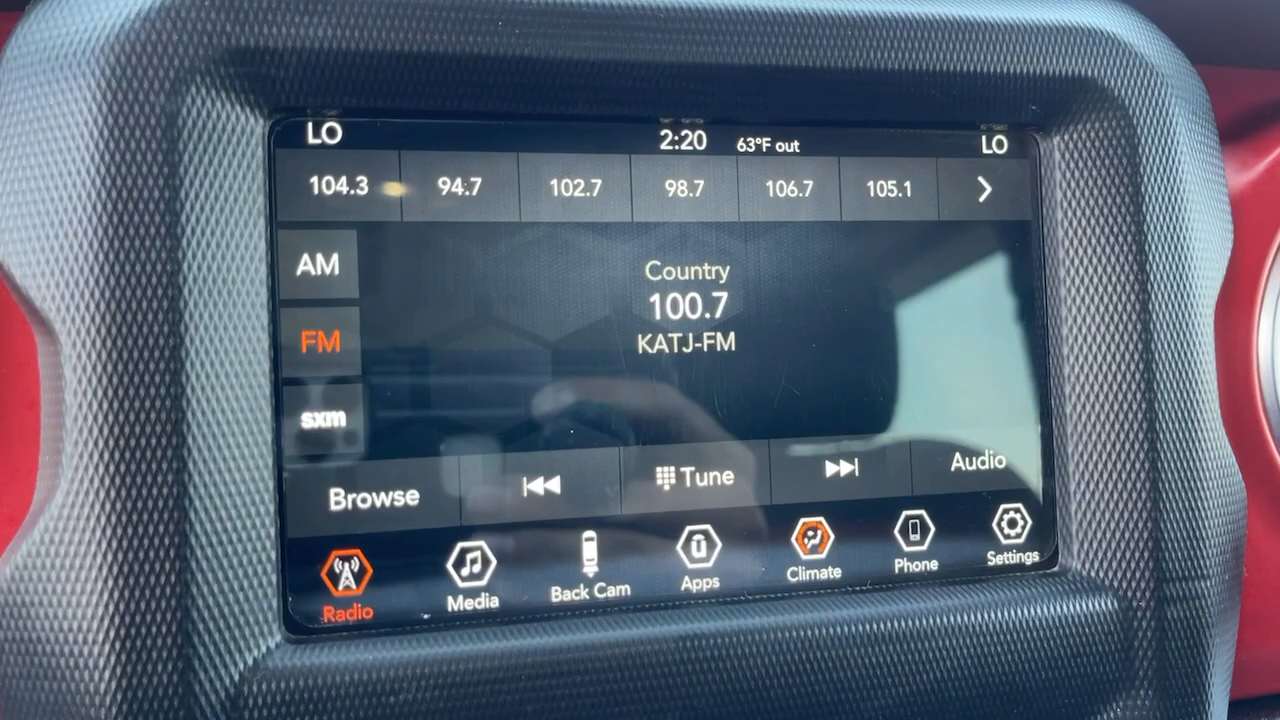 LO 2:20 63°F out LO
104.3 94.7 102.7 98.7 106.7 105.1
AM
Country
100.7
FM
KATJ-FM
sxm
Browse Tune Audio
Radio Media Back Cam Apps Climate Phone Settings